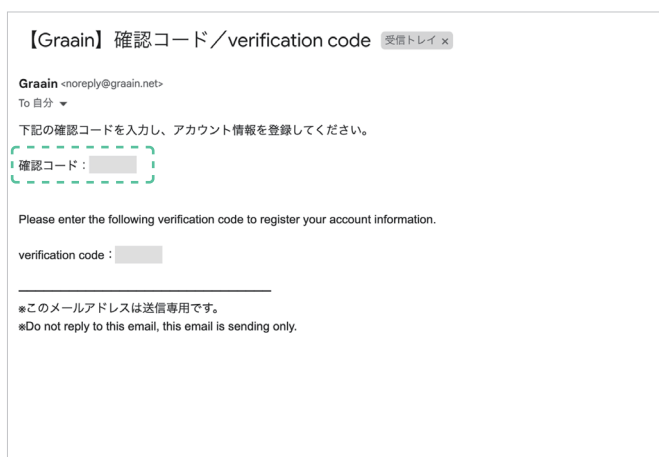 【Graain】確認コード／verification code 受信トレイ ×
Graain <noreply@graain.net>
To 自分
下記の確認コードを入力し、アカウント情報を登録してください。
確認コード：
Please enter the following verification code to register your account information.
verification code：
※このメールアドレスは送信専用です。
※Do not reply to this email, this email is sending only.